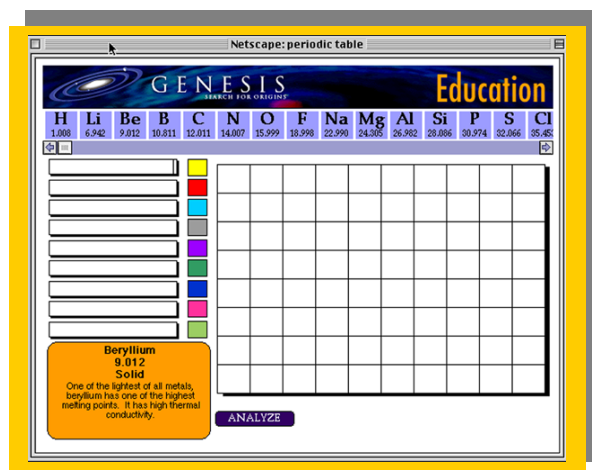 Netscape: periodic table
GENESIS
SEARCH FOR ORIGINS
Education
H Li Be B C N O F Na Mg Al Si P S Cl
1.008 6.942 9.012 10.811 12.011 14.007 15.999 18.998 22.990 24.305 26.982 28.086 30.974 32.066 35.45
Beryllium
9.012
Solid
One of the lightest of all metals,
beryllium has one of the highest
melting points. It has high thermal
conductivity.
ANALYZE